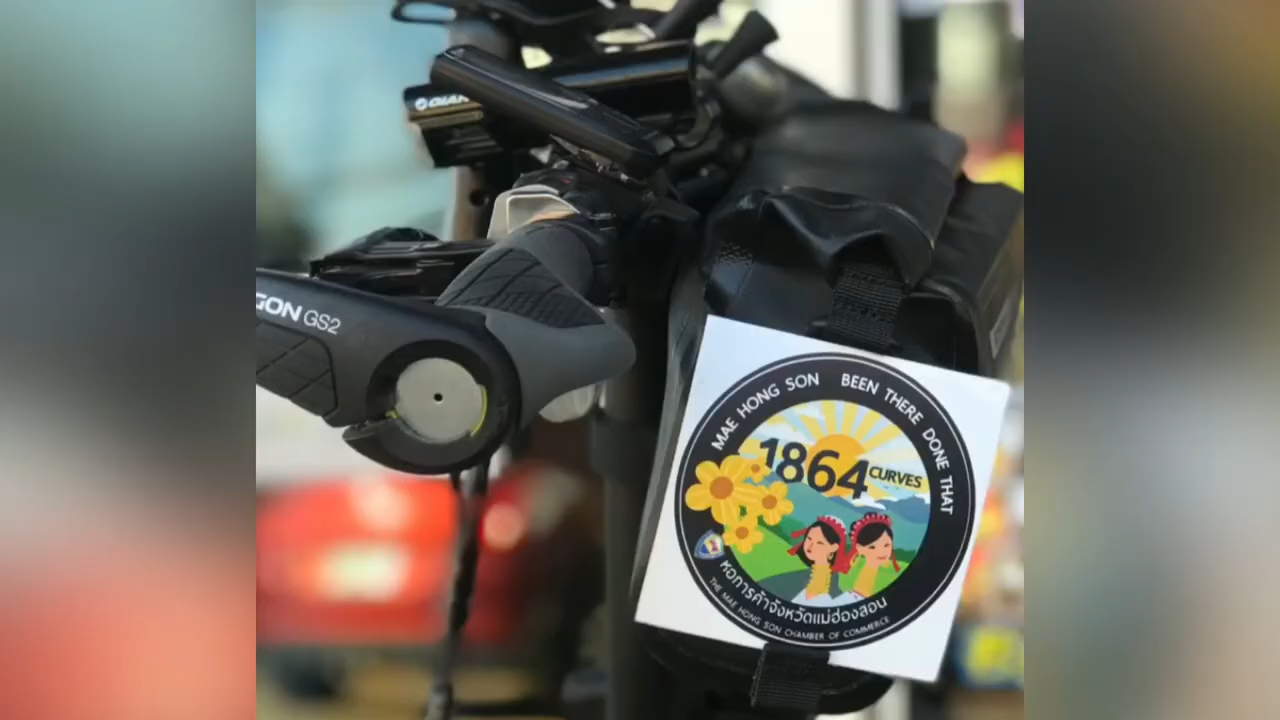 GIAN
GON GS2
MAE HONG SON BEEN THERE DONE THAT
1864 CURVES
หอการค้าจังหวัดแม่ฮ่องสอน
THE MAE HONG SON CHAMBER OF COMMERCE